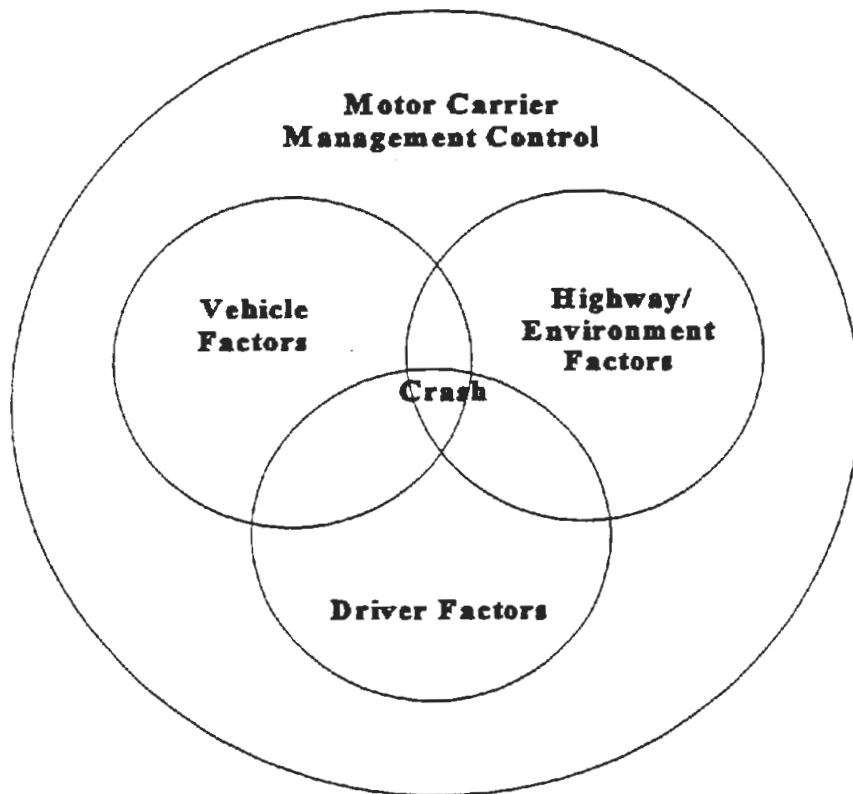 Motor Carrier
Management Control
Vehicle
Factors
Highway/
Environment
Factors
Crash
Driver Factors